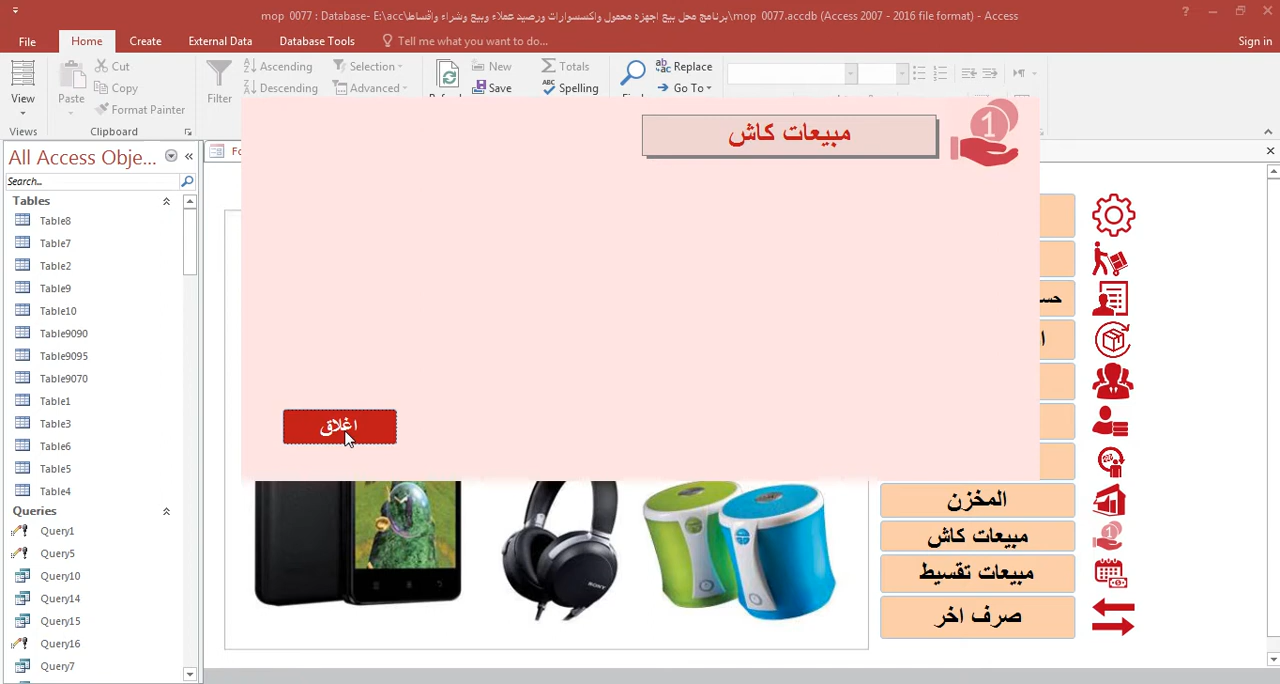 mop 0077 : Database- E:\acc\برنامج محل بيع اجهزه محمول واكسسوارات ورصيد عملاء وبيع وشراء واقساط\mop 0077.accdb (Access 2007 - 2016 file format) - Access
File
Home
Create
External Data
Database Tools
Tell me what you want to do...
Sign in
View
Views
Paste
Cut
Copy
Format Painter
Clipboard
Filter
Ascending
Descending
Selection
Advanced
New
Save
Totals
Spelling
Replace
Go To
All Access Obje...
Search...
Tables
Table8
Table7
Table2
Table9
Table10
Table9090
Table9095
Table9070
Table1
Table3
Table6
Table5
Table4
Queries
Query1
Query5
Query10
Query14
Query15
Query16
Query7
مبيعات كاش
1
اغلاق
المخزن
مبيعات كاش
مبيعات تقسيط
صرف اخر
SONY